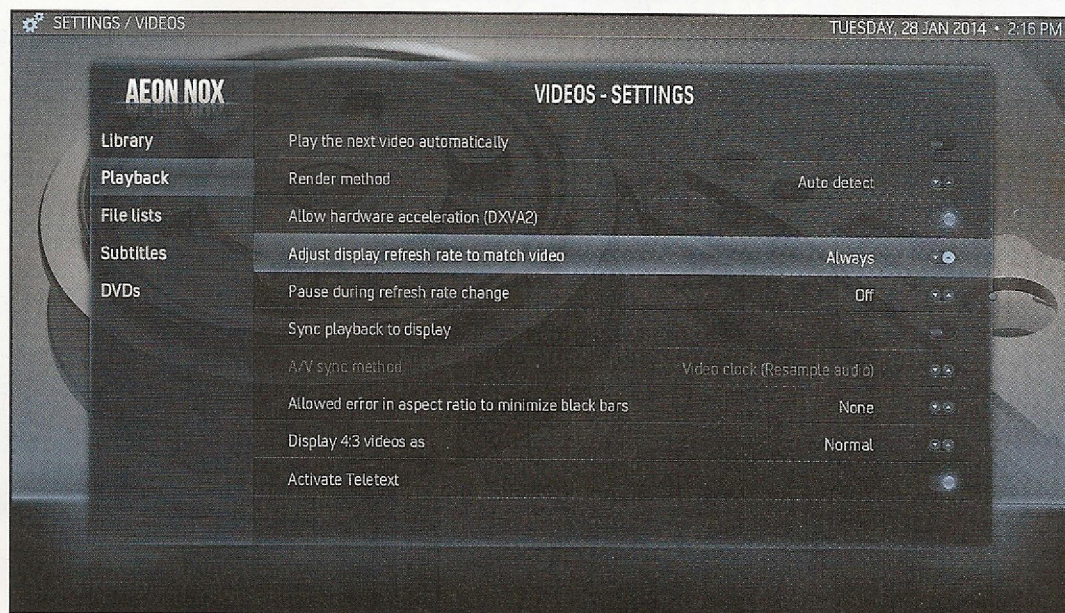 SETTINGS / VIDEOS
TUESDAY, 28 JAN 2014 • 2:16 PM
AEON NOX
VIDEOS - SETTINGS
Library
Playback
File lists
Subtitles
DVDs
Play the next video automatically
Render method Auto detect
Allow hardware acceleration (DXVA2)
Adjust display refresh rate to match video Always
Pause during refresh rate change Off
Sync playback to display
A/V sync method Video clock (Resample audio)
Allowed error in aspect ratio to minimize black bars None
Display 4:3 videos as Normal
Activate Teletext